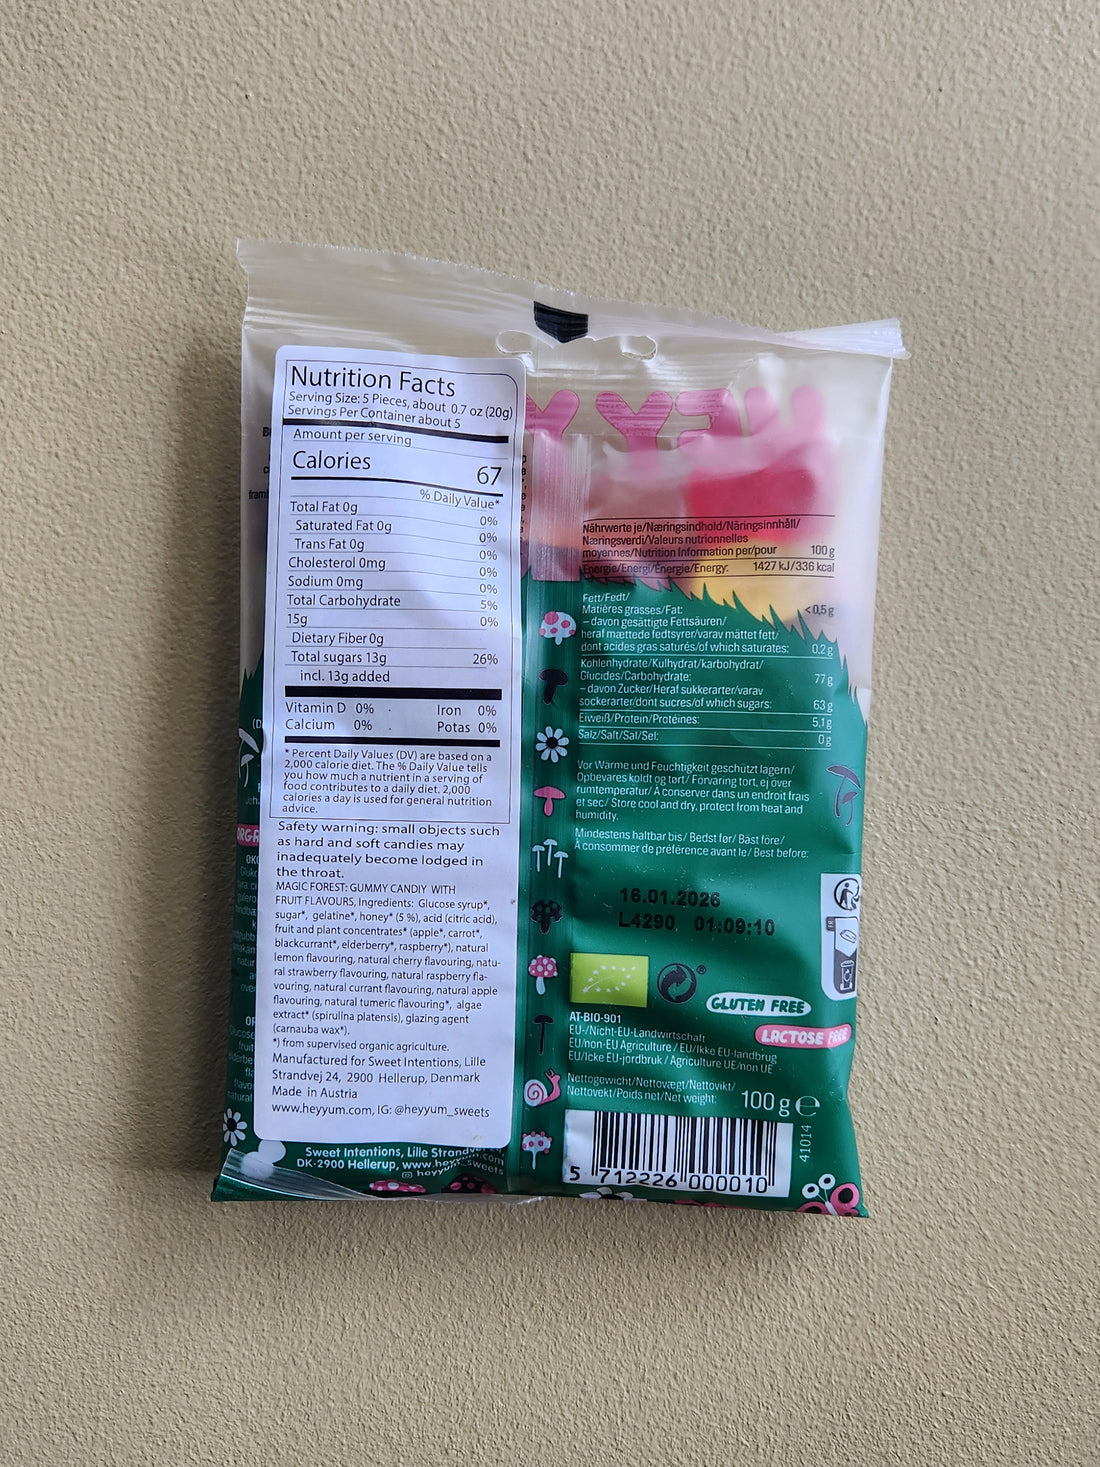 Nutrition Facts
Serving Size: 5 Pieces, about 0.7 oz (20g)
Servings Per Container about 5
Amount per serving
Calories 67
% Daily Value*
Total Fat 0g 0%
Saturated Fat 0g 0%
Trans Fat 0g 0%
Cholesterol 0mg 0%
Sodium 0mg 0%
Total Carbohydrate 5%
15g 0%
Dietary Fiber 0g
Total sugars 13g 26%
incl. 13g added
Vitamin D 0% . Iron 0%
Calcium 0% . Potas 0%
* Percent Daily Values (DV) are based on a
2,000 calorie diet. The % Daily Value tells
you how much a nutrient in a serving of
food contributes to a daily diet. 2,000
calories a day is used for general nutrition
advice.
Safety warning: small objects such
as hard and soft candies may
inadequately become lodged in
the throat.
MAGIC FOREST: GUMMY CANDIY WITH
FRUIT FLAVOURS, Ingredients: Glucose syrup*,
sugar*, gelatine*, honey* (5 %), acid (citric acid),
fruit and plant concentrates* (apple*, carrot*,
blackcurrant*, elderberry*, raspberry*), natural
lemon flavouring, natural cherry flavouring, natu-
ral strawberry flavouring, natural raspberry fla-
vouring, natural currant flavouring, natural apple
flavouring, natural tumeric flavouring*, algae
extract* (spirulina platensis), glazing agent
(carnauba wax*).
*) from supervised organic agriculture.
Manufactured for Sweet Intentions, Lille
Strandvej 24, 2900 Hellerup, Denmark
Made in Austria
www.heyyum.com, IG: @heyyum_sweets
Sweet Intentions, Lille
DK-2900 Hellerup, www.heyyum.com
heyyum_sweets
HEY Y
Nährwerte je/Næringsindhold/Näringsinnhåll/
Næringsverdi/Valeurs nutritionnelles
moyennes/Nutrition Information per/pour 100 g
Energie/Energi/Énergie/Energy: 1427 kJ/336 kcal
Fett/Fedt/
Matières grasses/Fat: <0,5 g
– davon gesättigte Fettsäuren/
heraf mættede fedtsyrer/varav mättet fett/
dont acides gras saturés/of which saturates: 0.2 g
Kohlenhydrate/Kulhydrat/karbohydrat/
Glucides/Carbohydrate: 77 g
– davon Zucker/Heraf sukkerarter/varav
sockerarter/dont sucres/of which sugars: 63 g
Eiweiß/Protein/Protéines: 5,1 g
Salz/Salt/Sal/Sel: 0 g
Vor Wärme und Feuchtigkeit geschützt lagern/
Opbevares koldt og tørt/ Förvaring tort, ej över
rumtemperatur/ À conserver dans un endroit frais
et sec/ Store cool and dry, protect from heat and
humidity.
Mindestens haltbar bis/ Bedst før/ Bäst före/
À consommer de préférence avant le/ Best before:
16.01.2026
L4290 01:09:10
GLUTEN FREE
LACTOSE FREE
AT-BIO-901
EU-/Nicht-EU-Landwirtschaft
EU/non-EU Agriculture / EU/Ikke EU-landbrug
EU/Icke EU-jordbruk / Agriculture UE/non UE
Nettogewicht/Nettovægt/Nettovikt/
Nettovekt/Poids net/Net weight: 100 g e
41014
5 712226 000010